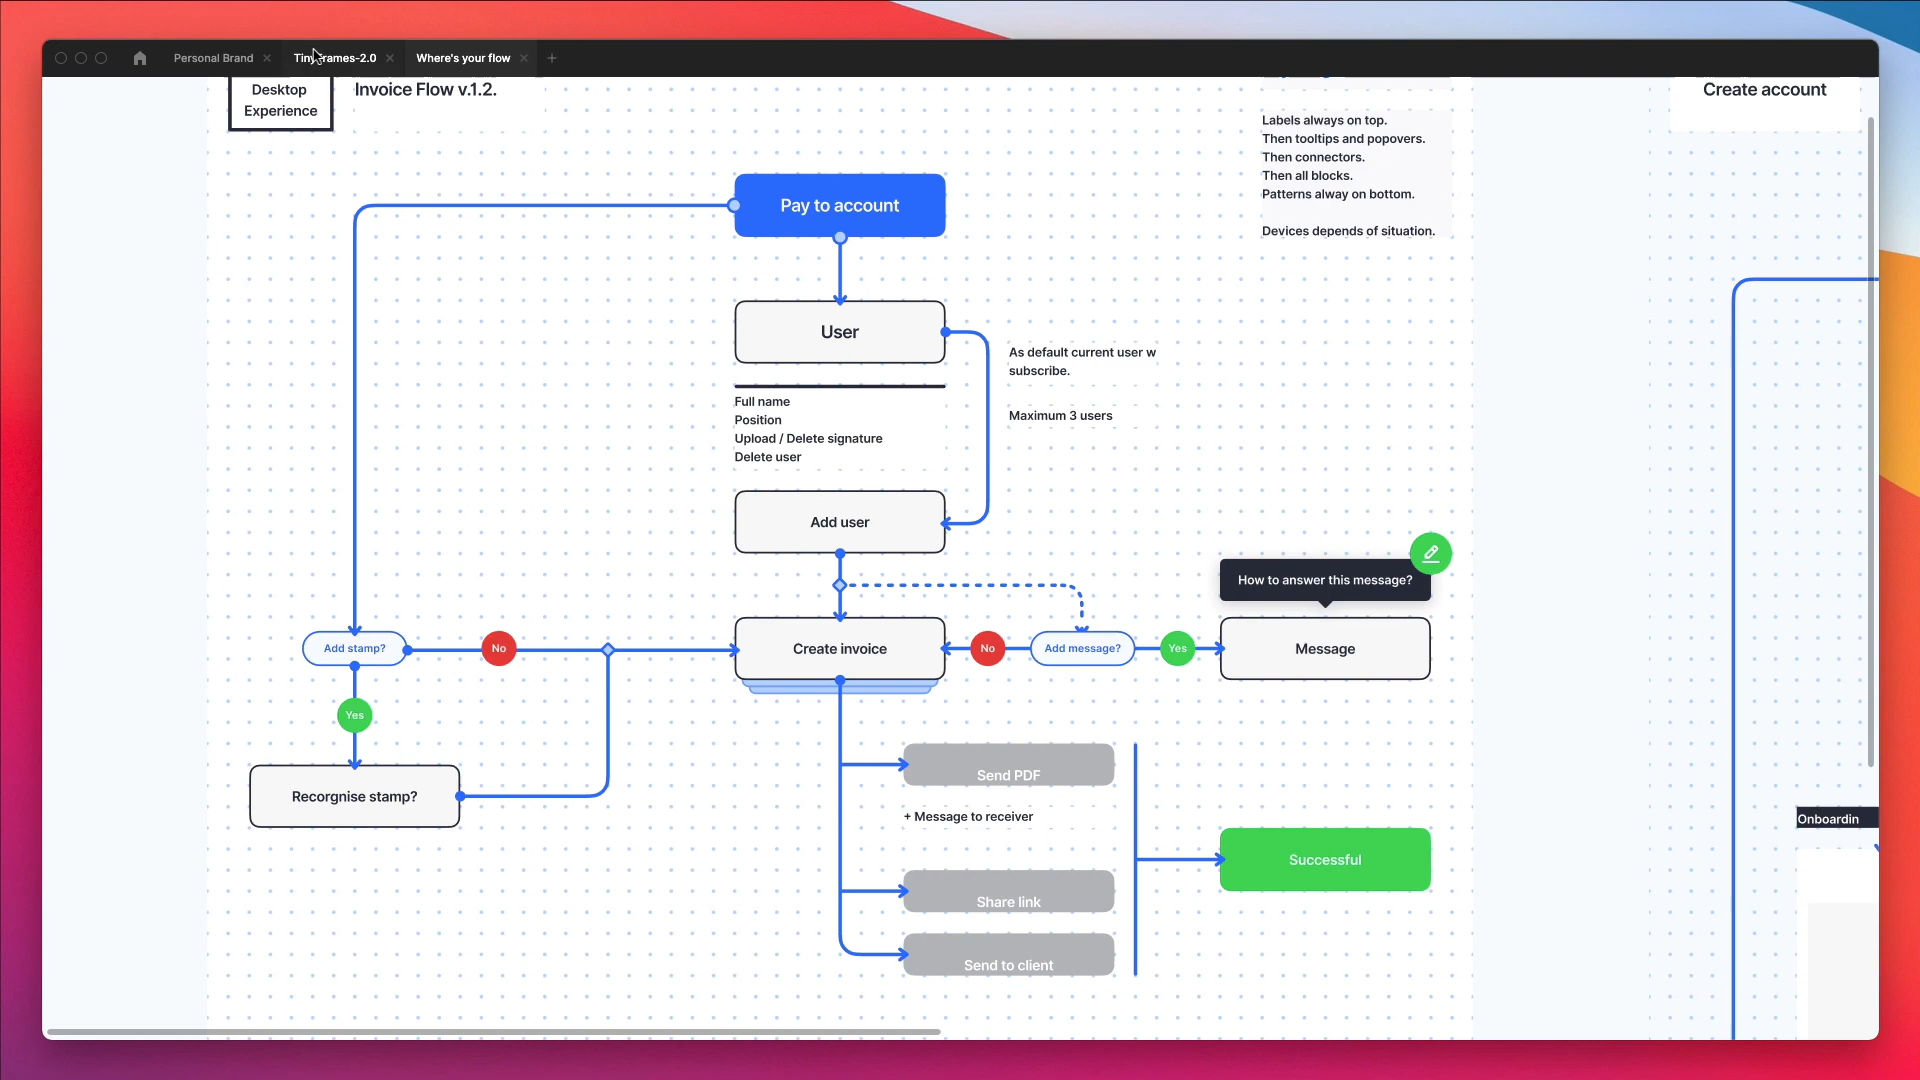 Personal Brand
Tiny Frames-2.0
Where's your flow
Desktop
Experience
Invoice Flow v.1.2.
Create account
Labels always on top.
Then tooltips and popovers.
Then connectors.
Then all blocks.
Patterns alway on bottom.
Devices depends of situation.
Pay to account
User
As default current user w
subscribe.
Full name
Position
Upload / Delete signature
Delete user
Maximum 3 users
Add user
How to answer this message?
Add stamp?
No
Create invoice
No
Add message?
Yes
Message
Yes
Recorgnise stamp?
Send PDF
+ Message to receiver
Onboardin
Successful
Share link
Send to client